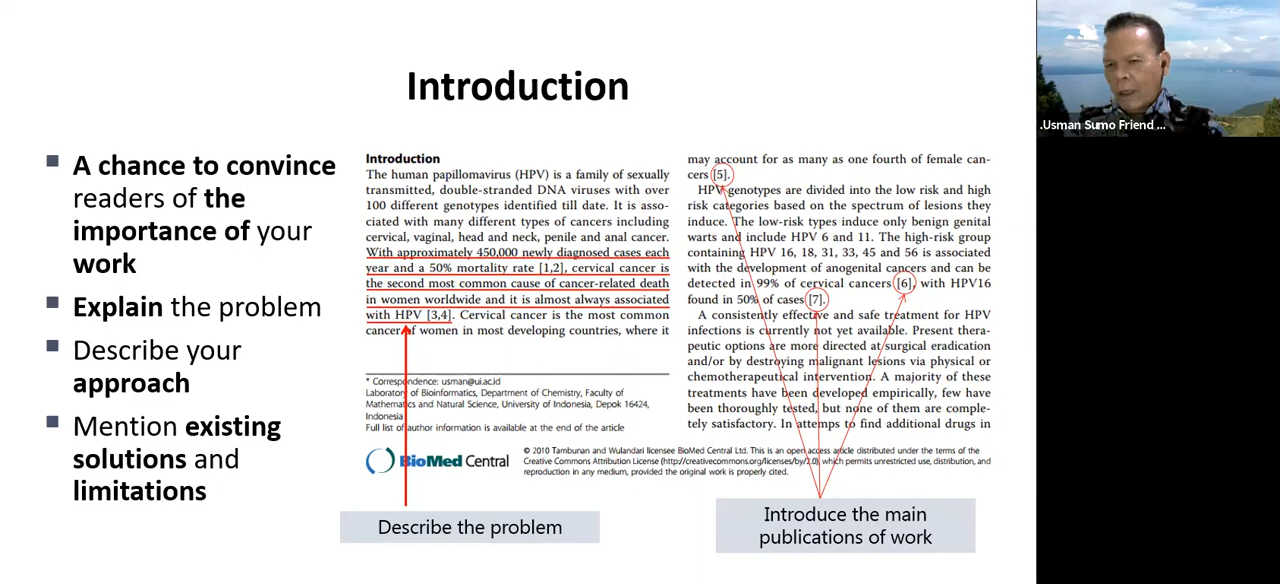 Introduction
A chance to convince
readers of the
importance of your
work
Explain the problem
Describe your
approach
Mention existing
solutions and
limitations
Introduction
The human papillomavirus (HPV) is a family of sexually
transmitted, double-stranded DNA viruses with over
100 different genotypes identified till date. It is asso-
ciated with many different types of cancers including
cervical, vaginal, head and neck, penile and anal cancer.
With approximately 450,000 newly diagnosed cases each
year and a 50% mortality rate [1,2], cervical cancer is
the second most common cause of cancer-related death
in women worldwide and it is almost always associated
with HPV [3,4]. Cervical cancer is the most common
cancer of women in most developing countries, where it
* Correspondence: usman@ui.ac.id
Laboratory of Bioinformatics, Department of Chemistry, Faculty of
Mathematics and Natural Science, University of Indonesia, Depok 16424,
Indonesia
Full list of author information is available at the end of the article
may account for as many as one fourth of female can-
cers [5].
HPV genotypes are divided into the low risk and high
risk categories based on the spectrum of lesions they
induce. The low-risk types induce only benign genital
warts and include HPV 6 and 11. The high-risk group
containing HPV 16, 18, 31, 33, 45 and 56 is associated
with the development of anogenital cancers and can be
detected in 99% of cervical cancers [6], with HPV16
found in 50% of cases [7].
A consistently effective and safe treatment for HPV
infections is currently not yet available. Present thera-
peutic options are more directed at surgical eradication
and/or by destroying malignant lesions via physical or
chemotherapeutical intervention. A majority of these
treatments have been developed empirically, few have
been thoroughly tested, but none of them are comple-
tely satisfactory. In attempts to find additional drugs in
BioMed Central
© 2010 Tambunan and Wulandari licensee BioMed Central Ltd. This is an open access article distributed under the terms of the
Creative Commons Attribution License (http://creativecommons.org/licenses/by/2.0), which permits unrestricted use, distribution, and
reproduction in any medium, provided the original work is properly cited.
Describe the problem
Introduce the main
publications of work
.Usman Sumo Friend ...